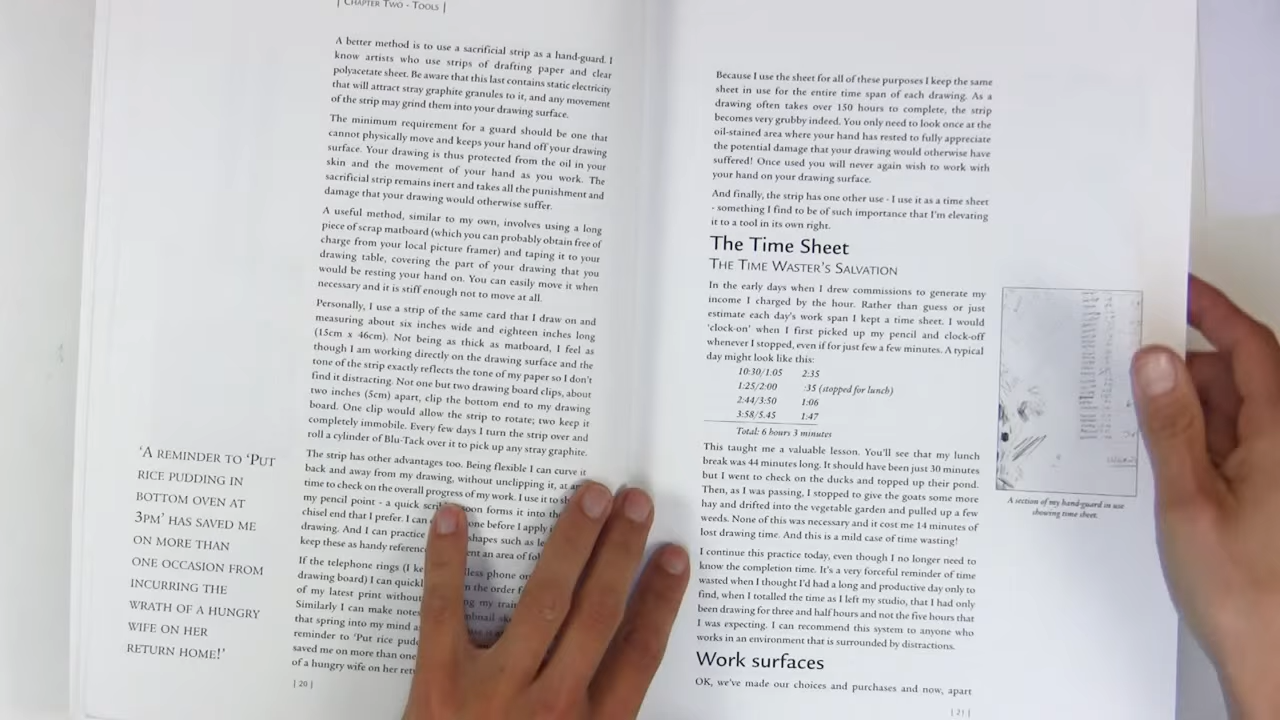 | Chapter Two - Tools |
A better method is to use a sacrificial strip as a hand-guard. I
know artists who use strips of drafting paper and clear
polyacetate sheet. Be aware that this last contains static electricity
that will attract stray graphite granules to it, and any movement
of the strip may grind them into your drawing surface.
The minimum requirement for a guard should be one that
cannot physically move and keeps your hand off your drawing
surface. Your drawing is thus protected from the oil in your
skin and the movement of your hand as you work. The
sacrificial strip remains inert and takes all the punishment and
damage that your drawing would otherwise suffer.
A useful method, similar to my own, involves using a long
piece of scrap matboard (which you can probably obtain free of
charge from your local picture framer) and taping it to your
drawing table, covering the part of your drawing that you
would be resting your hand on. You can easily move it when
necessary and it is stiff enough not to move at all.
Personally, I use a strip of the same card that I draw on and
measuring about six inches wide and eighteen inches long
(15cm x 46cm). Not being as thick as matboard, I feel as
though I am working directly on the drawing surface and the
tone of the strip exactly reflects the tone of my paper so I don't
find it distracting. Not one but two drawing board clips, about
two inches (5cm) apart, clip the bottom end to my drawing
board. One clip would allow the strip to rotate; two keep it
completely immobile. Every few days I turn the strip over and
roll a cylinder of Blu-Tack over it to pick up any stray graphite.
The strip has other advantages too. Being flexible I can curve it
back and away from my drawing, without unclipping it, at
time to check on the overall progress of my work. I use it to
my pencil point - a quick soon forms it into the
chisel end that I prefer. I can one before I apply
drawing. And I can practice shapes such as
keep these as handy reference an area of
If the telephone rings (I
drawing board) I can quickl the order
of my latest print without
Similarly I can make notes
that spring into my mind
reminder to 'Put rice
saved me on more than one
of a hungry wife on her
| 20 |
'A REMINDER TO 'PUT
RICE PUDDING IN
BOTTOM OVEN AT
3PM' HAS SAVED ME
ON MORE THAN
ONE OCCASION FROM
INCURRING THE
WRATH OF A HUNGRY
WIFE ON HER
RETURN HOME!'
Because I use the sheet for all of these purposes I keep the same
sheet in use for the entire time span of each drawing. As a
drawing often takes over 150 hours to complete, the strip
becomes very grubby indeed. You only need to look once at the
oil-stained area where your hand has rested to fully appreciate
the potential damage that your drawing would otherwise have
suffered! Once used you will never again wish to work with
your hand on your drawing surface.
And finally, the strip has one other use - I use it as a time sheet
- something I find to be of such importance that I'm elevating
it to a tool in its own right.
The Time Sheet
The Time Waster's Salvation
In the early days when I drew commissions to generate my
income I charged by the hour. Rather than guess or just
estimate each day's work span I kept a time sheet. I would
'clock-on' when I first picked up my pencil and clock-off
whenever I stopped, even if for just few a few minutes. A typical
day might look like this:
10:30/1:05 2:35
1:25/2:00 :35 (stopped for lunch)
2:44/3:50 1:06
3:58/5.45 1:47
Total: 6 hours 3 minutes
This taught me a valuable lesson. You'll see that my lunch
break was 44 minutes long. It should have been just 30 minutes
but I went to check on the ducks and topped up their pond.
Then, as I was passing, I stopped to give the goats some more
hay and drifted into the vegetable garden and pulled up a few
weeds. None of this was necessary and it cost me 14 minutes of
lost drawing time. And this is a mild case of time wasting!
I continue this practice today, even though I no longer need to
know the completion time. It's a very forceful reminder of time
wasted when I thought I'd had a long and productive day only to
find, when I totalled the time as I left my studio, that I had only
been drawing for three and half hours and not the five hours that
I was expecting. I can recommend this system to anyone who
works in an environment that is surrounded by distractions.
Work surfaces
OK, we've made our choices and purchases and now, apart
| 21 |
A section of my hand-guard in use
showing time sheet.